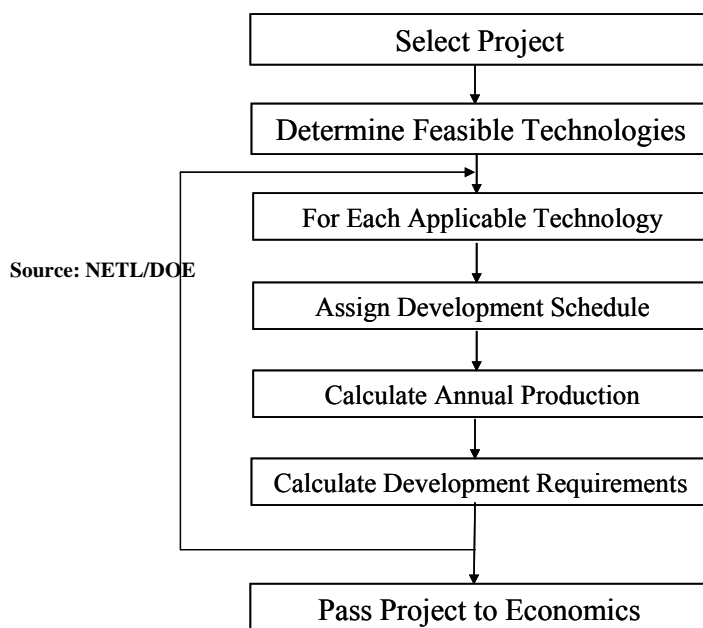 Select Project
Determine Feasible Technologies
For Each Applicable Technology
Source: NETL/DOE
Assign Development Schedule
Calculate Annual Production
Calculate Development Requirements
Pass Project to Economics